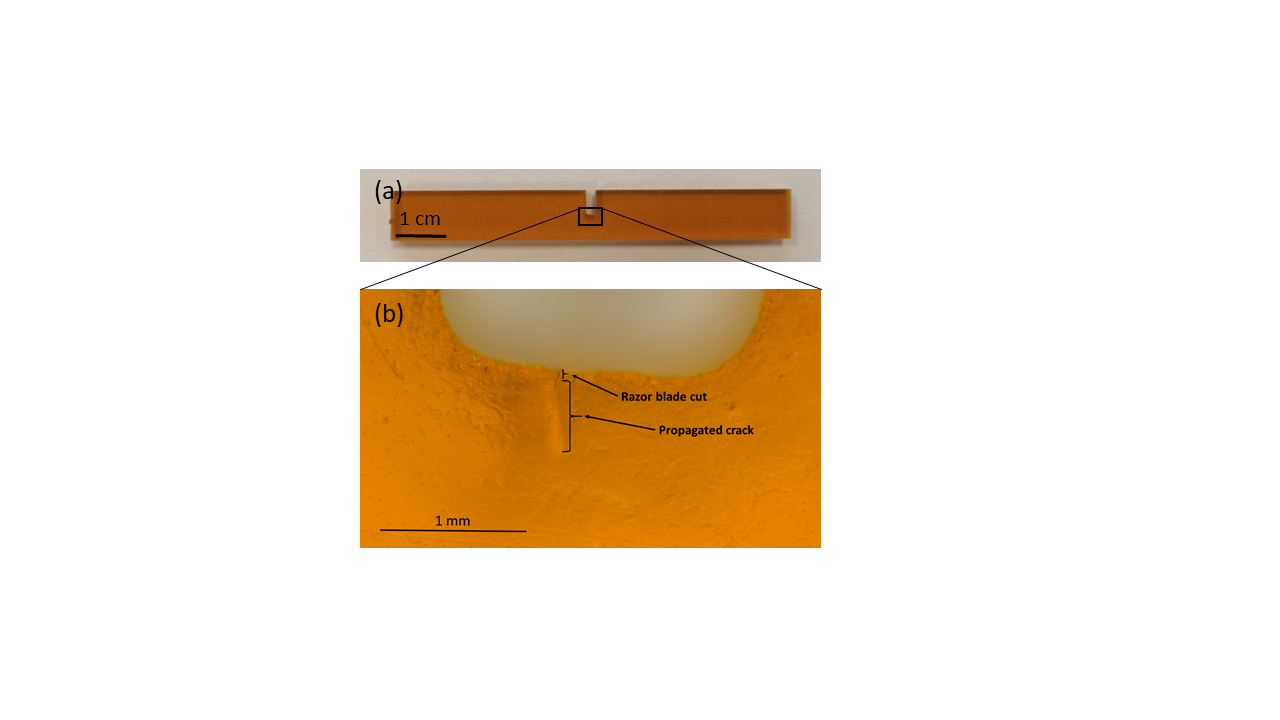 (a)
1 cm
(b)
Razor blade cut
Propagated crack
1 mm